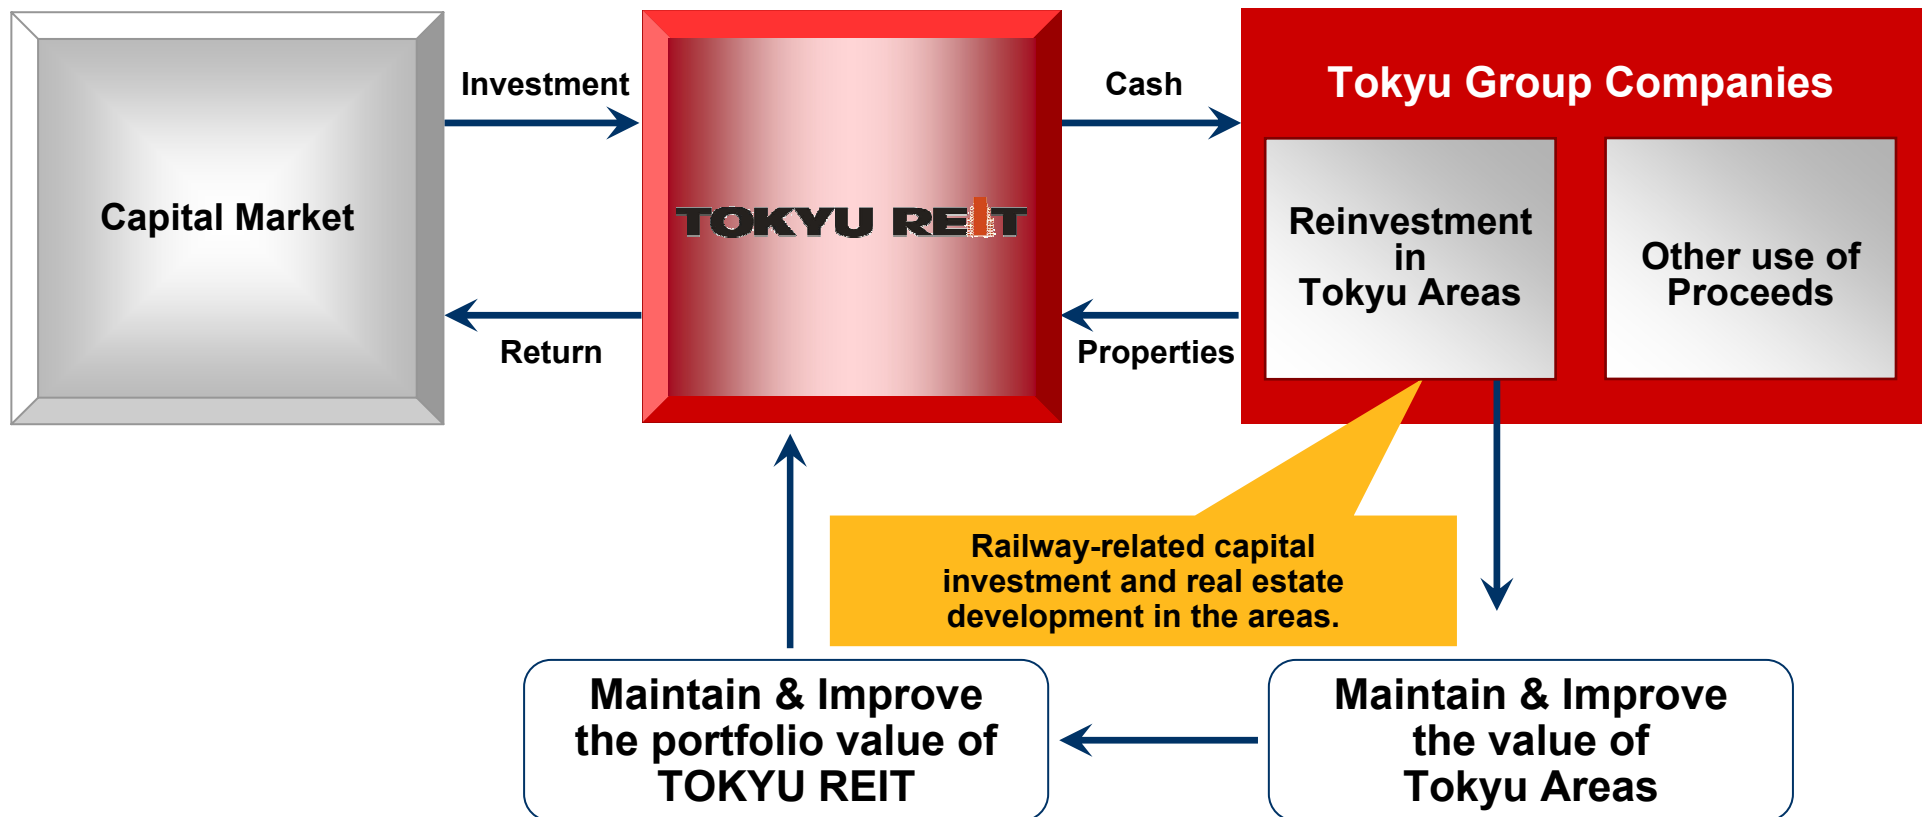 Capital Market
Investment
Return
TOKYU REIT
Cash
Properties
Tokyu Group Companies
Reinvestment
in
Tokyu Areas
Other use of
Proceeds
Railway-related capital
investment and real estate
development in the areas.
Maintain & Improve
the portfolio value of
TOKYU REIT
Maintain & Improve
the value of
Tokyu Areas